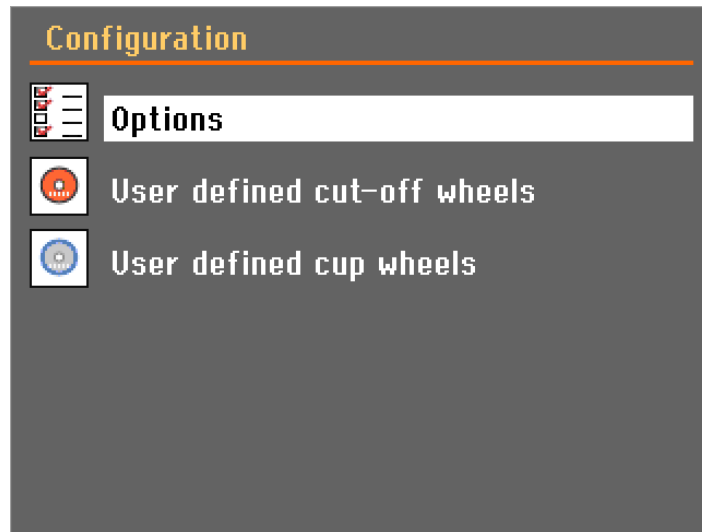 Configuration
Options
User defined cut-off wheels
User defined cup wheels